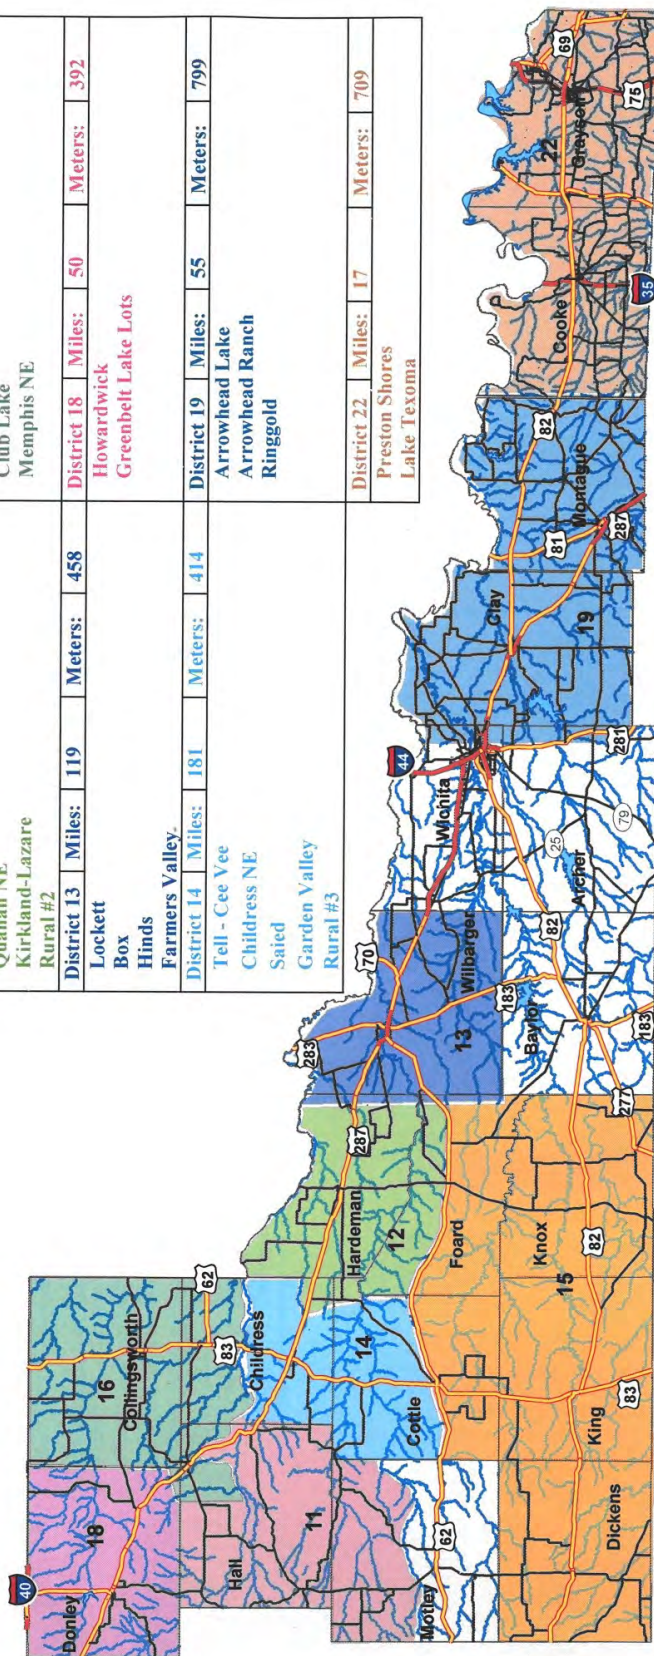 Quanah NE
Kirkland-Lazare
Rural #2
District 13 Miles: 119 Meters: 458
Lockett
Box
Hinds
Farmers Valley
District 14 Miles: 181 Meters: 414
Tell - Cee Vee
Childress NE
Saied
Garden Valley
Rural #3
Club Lake
Memphis NE
District 18 Miles: 50 Meters: 392
Howardwick
Greenbelt Lake Lots
District 19 Miles: 55 Meters: 799
Arrowhead Lake
Arrowhead Ranch
Ringgold
District 22 Miles: 17 Meters: 709
Preston Shores
Lake Texoma
40
Donley
18
16
Collingsworth
62
83
Hall
11
Childress
Motley
62
Cottle
14
Hardeman
12
287
283
70
Foard
Dickens
King
83
Knox
15
82
277
183
13
Wilbarger
183
Baylor
82
Wichita
44
25
79
Archer
281
Clay
19
81
287
Montague
82
Cooke
35
22
Grayson
69
75